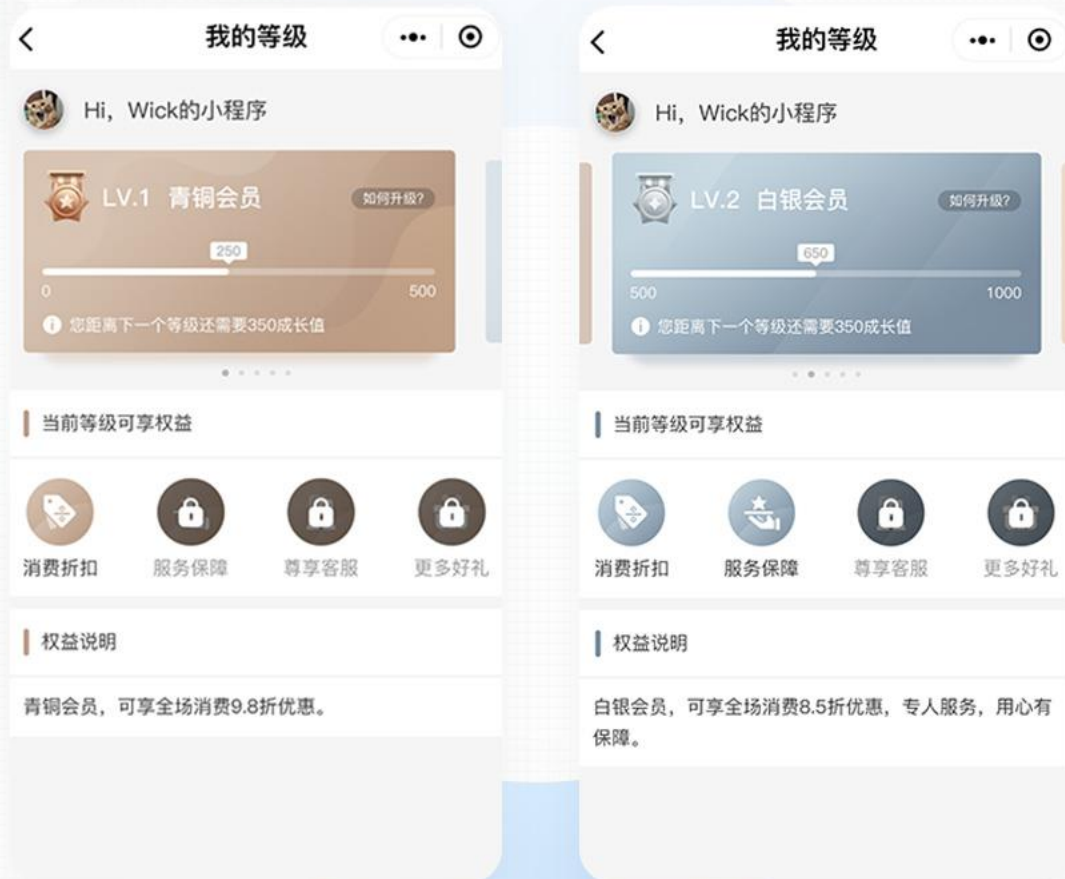 我的等级
Hi，Wick的小程序
LV.1 青铜会员
如何升级?
250
0
500
您距离下一个等级还需要350成长值
当前等级可享权益
消费折扣
服务保障
尊享客服
更多好礼
权益说明
青铜会员，可享全场消费9.8折优惠。
我的等级
Hi，Wick的小程序
LV.2 白银会员
如何升级?
650
500
1000
您距离下一个等级还需要350成长值
当前等级可享权益
消费折扣
服务保障
尊享客服
更多好礼
权益说明
白银会员，可享全场消费8.5折优惠，专人服务，用心有
保障。